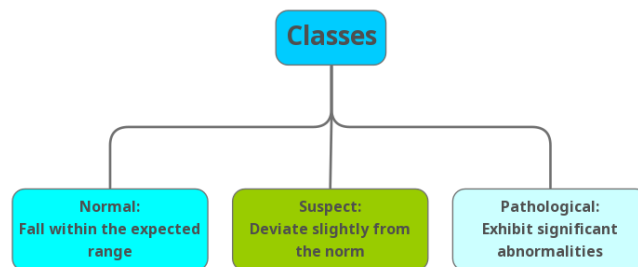 Classes
Normal:
Fall within the expected
range
Suspect:
Deviate slightly from
the norm
Pathological:
Exhibit significant
abnormalities